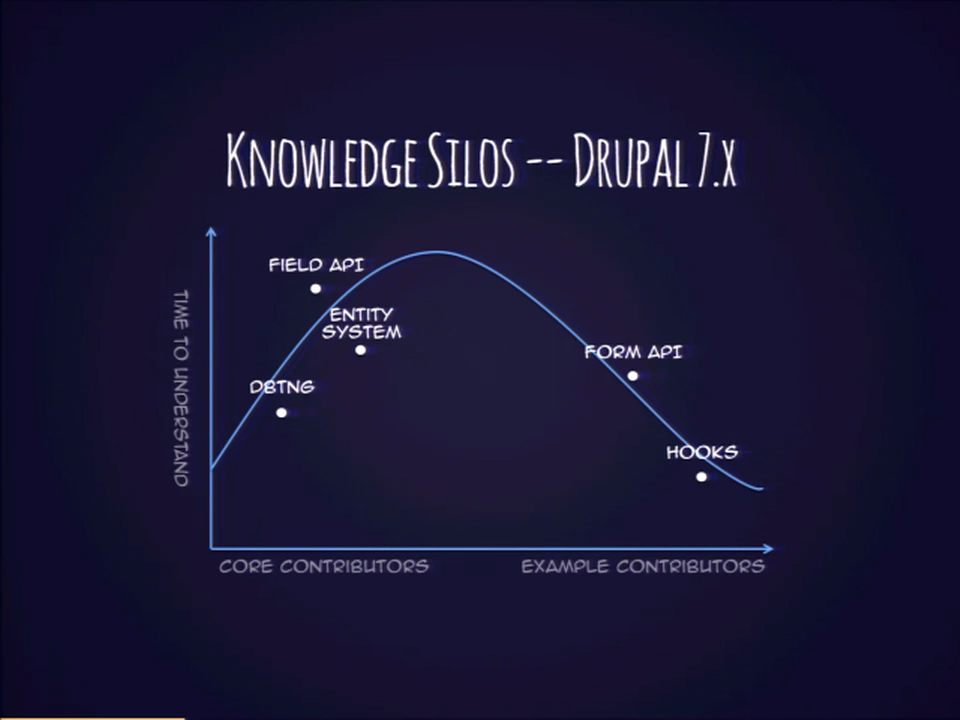 KNOWLEDGE SILOS -- DRUPAL 7.X
FIELD API
ENTITY
SYSTEM
FORM API
DBTNG
HOOKS
TIME TO UNDERSTAND
CORE CONTRIBUTORS
EXAMPLE CONTRIBUTORS